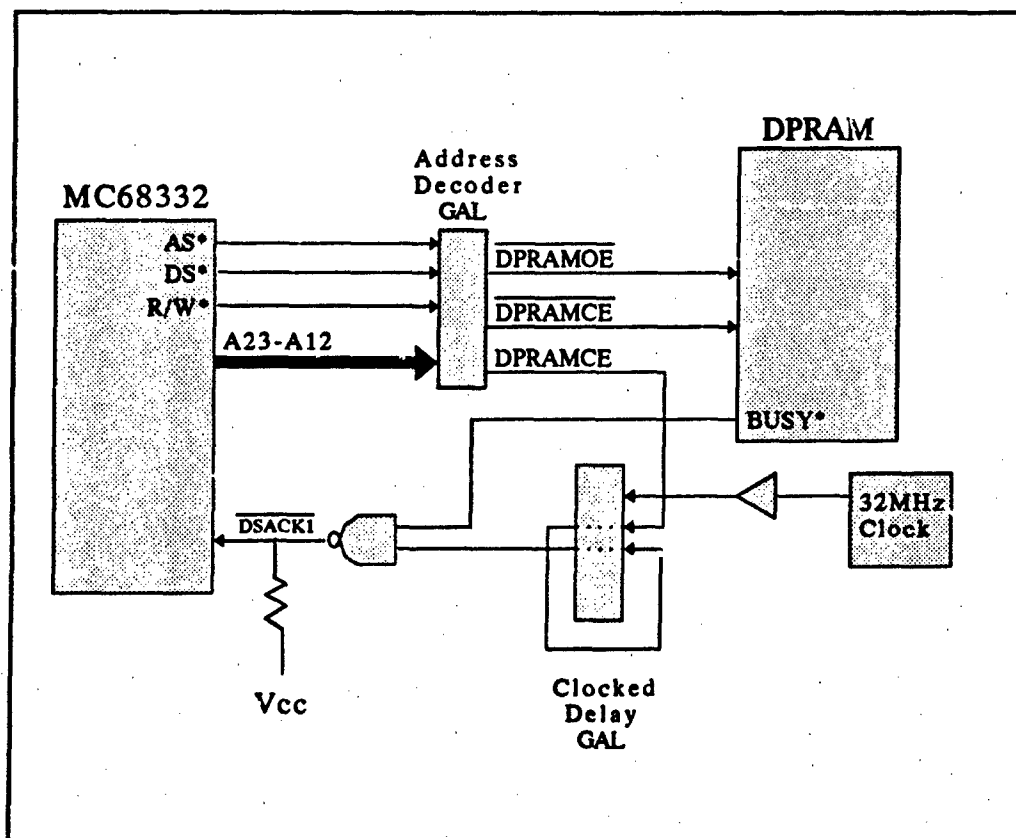 DPRAM
Address
Decoder
GAL
MC68332
AS*
DS*
R/W*
A23-A12
DPRAMOE
DPRAMCE
DPRAMCE
BUSY*
32MHz
Clock
DSACK1
Vcc
Clocked
Delay
GAL